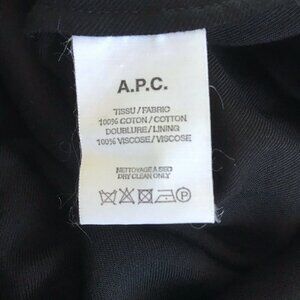 A.P.C.
TISSU / FABRIC
100% COTON / COTTON
DOUBLURE / LINING
100% VISCOSE / VISCOSE
NETTOYAGE A SEC
DRY CLEAN ONLY
P